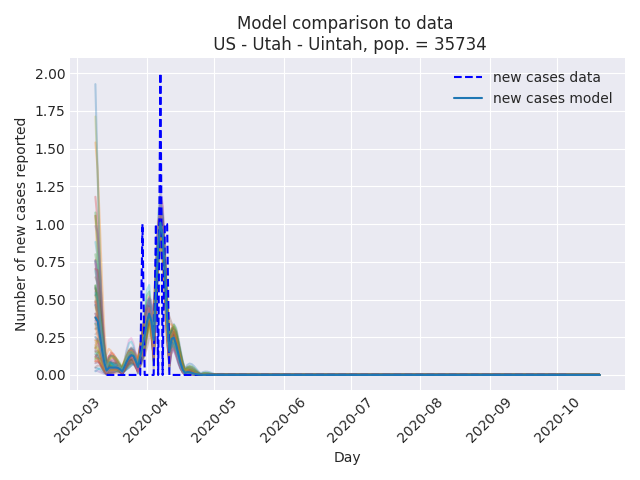 Model comparison to data
US - Utah - Uintah, pop. = 35734
new cases data
new cases model
2.00
1.75
1.50
1.25
1.00
0.75
0.50
0.25
0.00
Number of new cases reported
2020-03
2020-04
2020-05
2020-06
2020-07
2020-08
2020-09
2020-10
Day